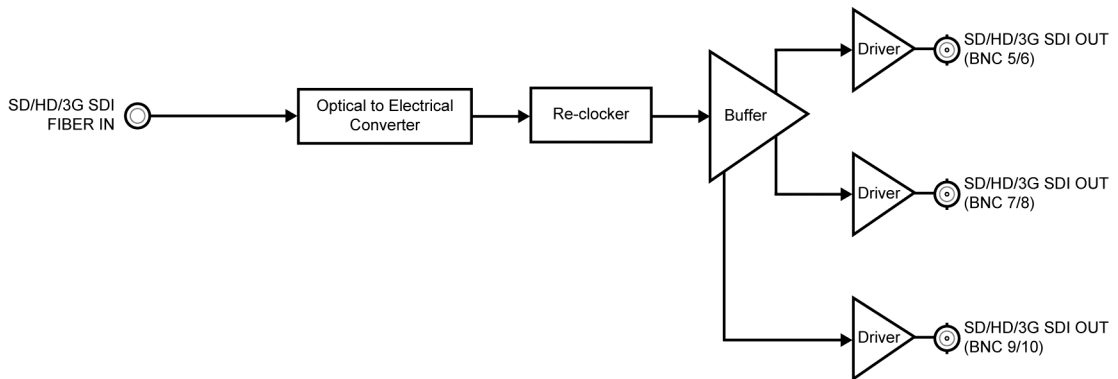 SD/HD/3G SDI
FIBER IN
Optical to Electrical
Converter
Re-clocker
Buffer
Driver
SD/HD/3G SDI OUT
(BNC 5/6)
Driver
SD/HD/3G SDI OUT
(BNC 7/8)
Driver
SD/HD/3G SDI OUT
(BNC 9/10)